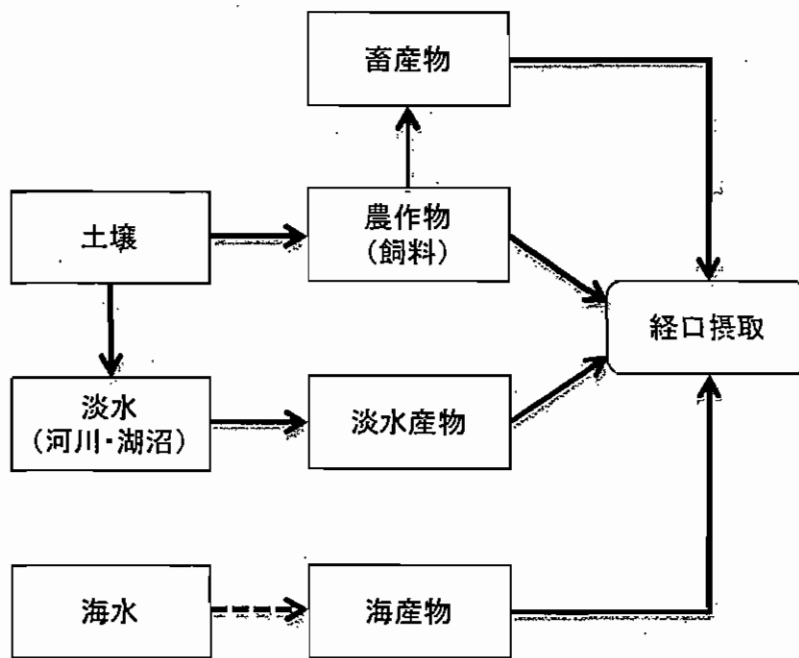 畜産物
土壌
農作物
(飼料)
経口摂取
淡水
(河川・湖沼)
淡水産物
海水
海産物